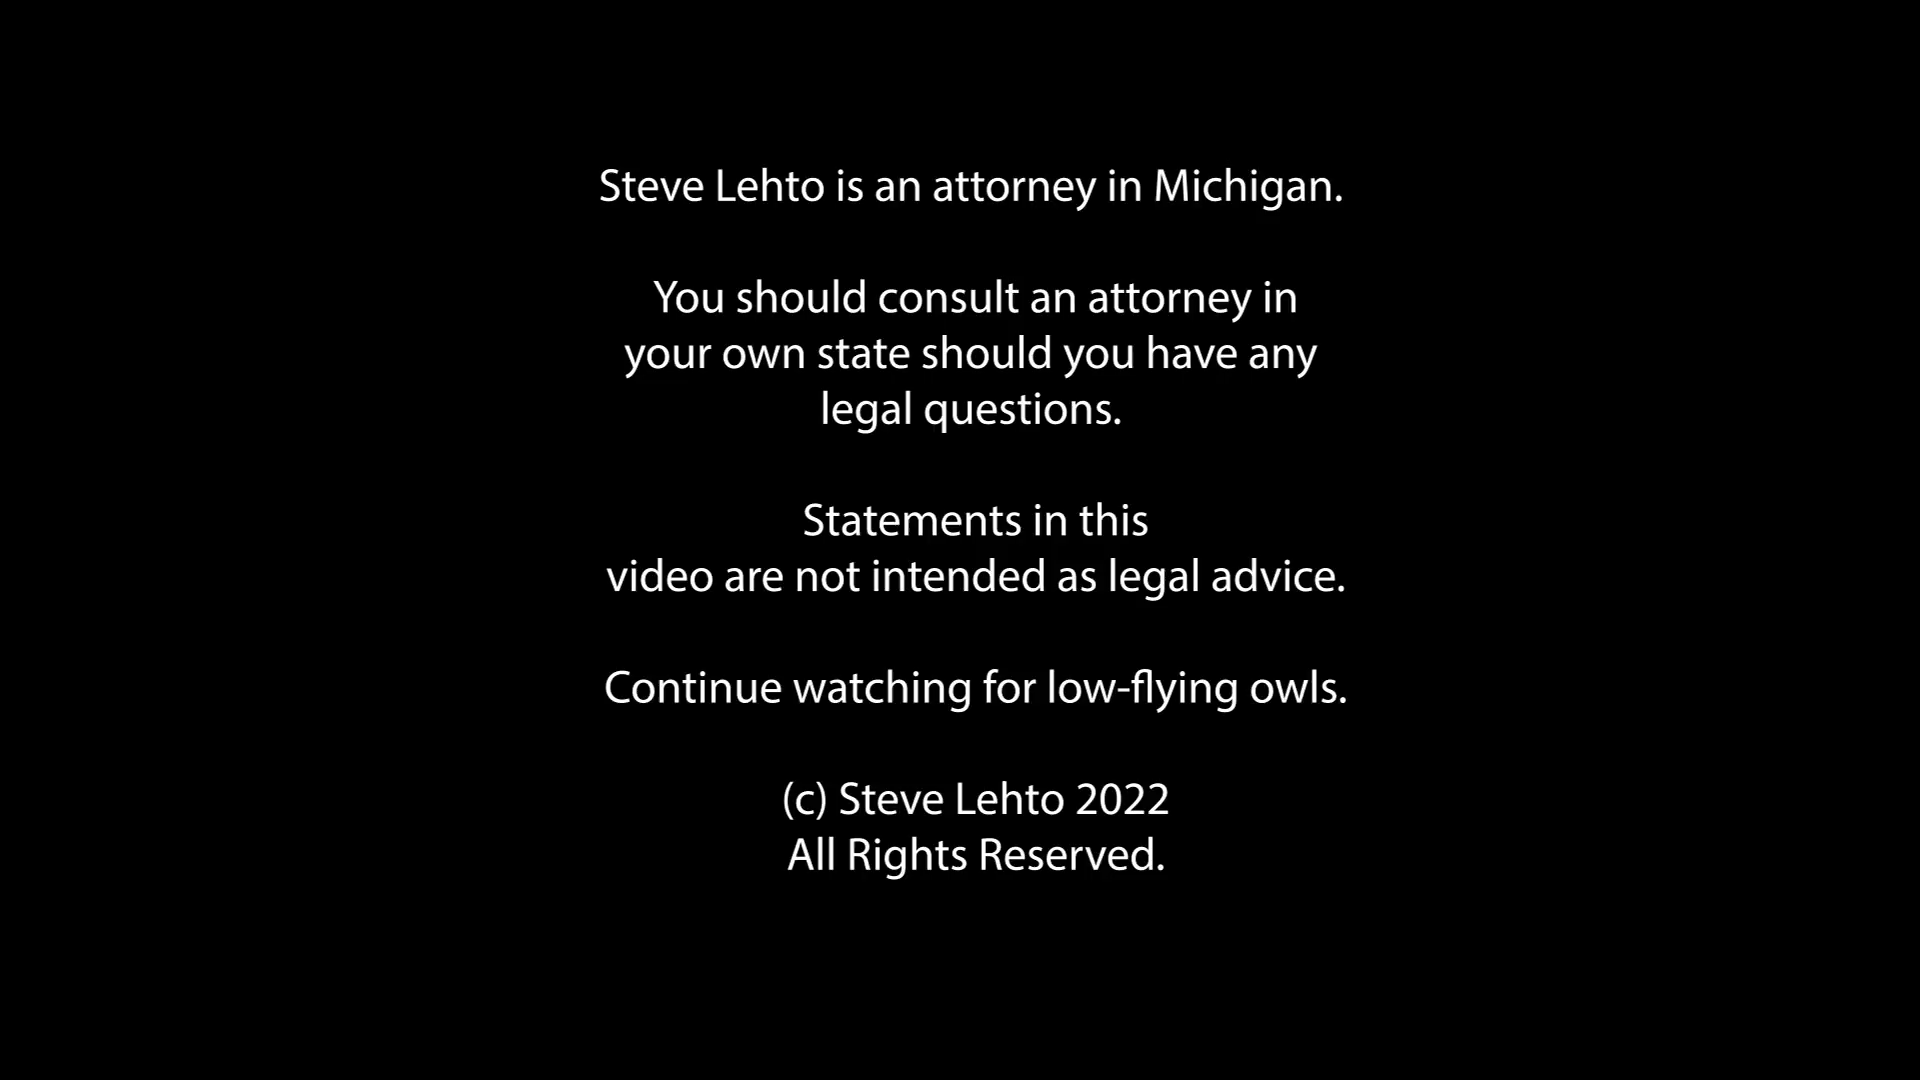 Steve Lehto is an attorney in Michigan.
You should consult an attorney in
your own state should you have any
legal questions.
Statements in this
video are not intended as legal advice.
Continue watching for low-flying owls.
(c) Steve Lehto 2022
All Rights Reserved.